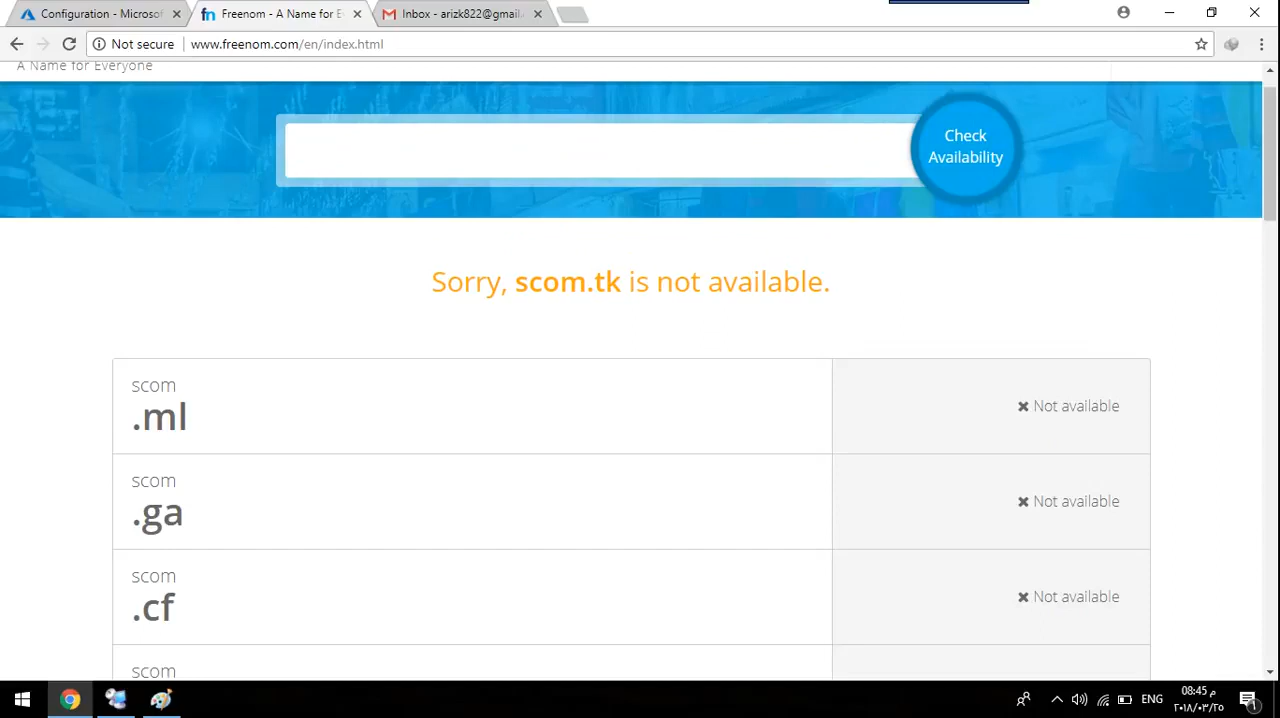 Configuration - Microsof
Freenom - A Name for E
Inbox - arizk822@gmail.
Not secure
www.freenom.com/en/index.html
A Name for Everyone
Check
Availability
Sorry, scom.tk is not available.
scom
.ml
Not available
scom
.ga
Not available
scom
.cf
Not available
scom
ENG
08:45 م
٢٠١٨/٠٣/٢٥
1